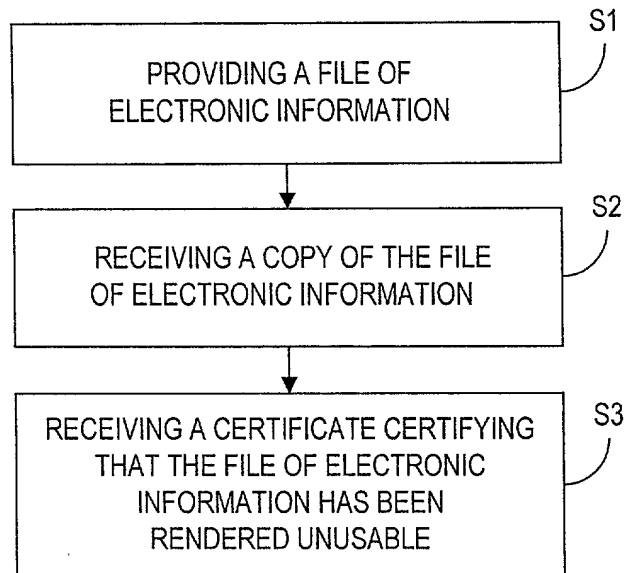 S1
PROVIDING A FILE OF
ELECTRONIC INFORMATION
S2
RECEIVING A COPY OF THE FILE
OF ELECTRONIC INFORMATION
S3
RECEIVING A CERTIFICATE CERTIFYING
THAT THE FILE OF ELECTRONIC
INFORMATION HAS BEEN
RENDERED UNUSABLE